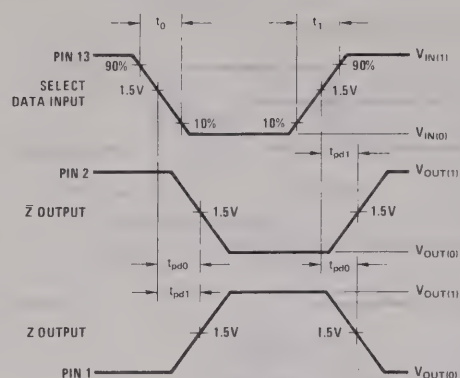 t0 t1
PIN 13 VIN(1)
90% 90%
SELECT
DATA INPUT
1.5V 1.5V
10% 10%
VIN(0)
tpd1
PIN 2 VOUT(1)
Z̅ OUTPUT 1.5V 1.5V
VOUT(0)
tpd0 tpd0
tpd1 VOUT(1)
Z OUTPUT 1.5V 1.5V
PIN 1 VOUT(0)